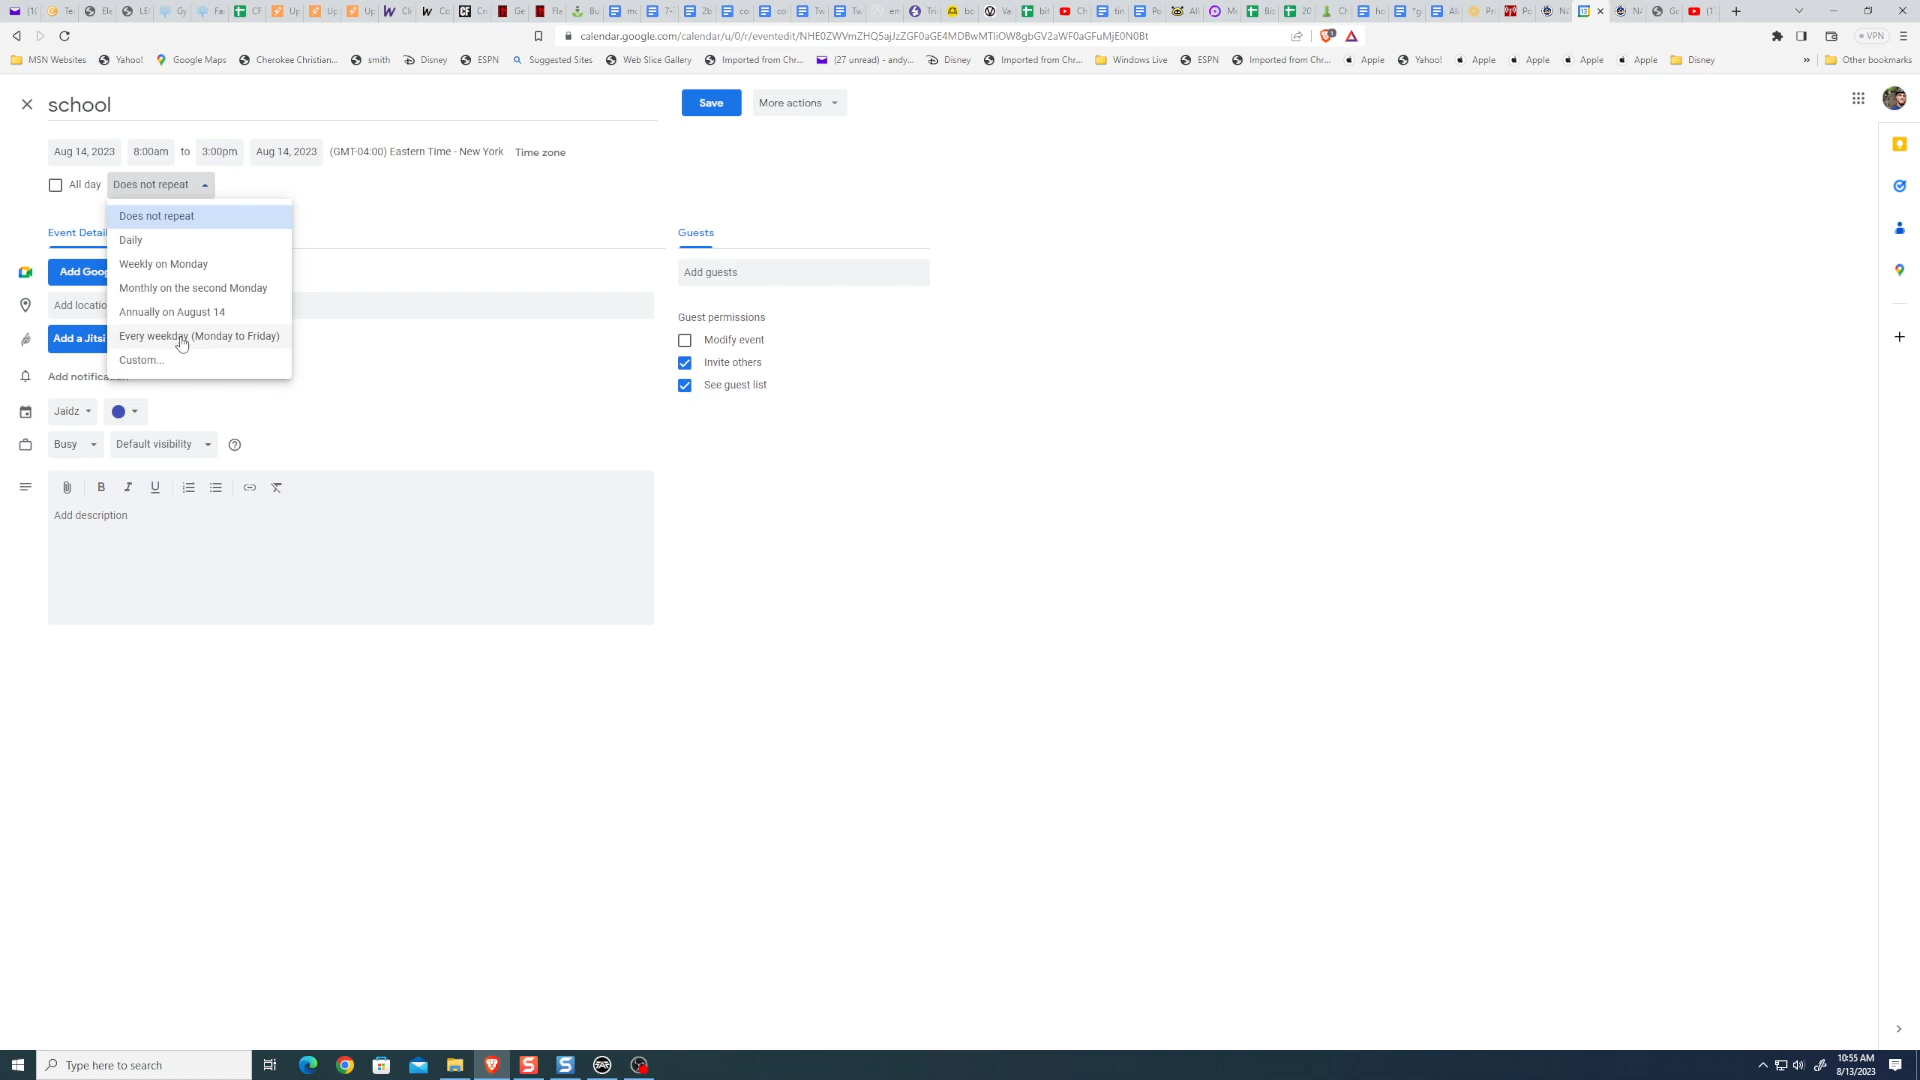 calendar.google.com/calendar/u/0/r/eventedit/
VPN
MSN Websites Yahoo! Google Maps Cherokee Christian... smith Disney ESPN Suggested Sites Web Slice Gallery Imported from Chr... (27 unread) - andy... Disney Imported from Chr... Windows Live ESPN Imported from Chr... Apple Yahoo! Apple Apple Apple Apple Disney » Other bookmarks
school
Save
More actions
Aug 14, 2023 8:00am to 3:00pm Aug 14, 2023 (GMT-04:00) Eastern Time - New York Time zone
All day Does not repeat
Does not repeat
Daily
Weekly on Monday
Monthly on the second Monday
Annually on August 14
Every weekday (Monday to Friday)
Custom...
Event Detail
Add Goog
Add locatio
Add a Jitsi
Add notification
Jaidz
Busy Default visibility
B I U
Add description
Guests
Add guests
Guest permissions
Modify event
Invite others
See guest list
Type here to search
10:55 AM
8/13/2023